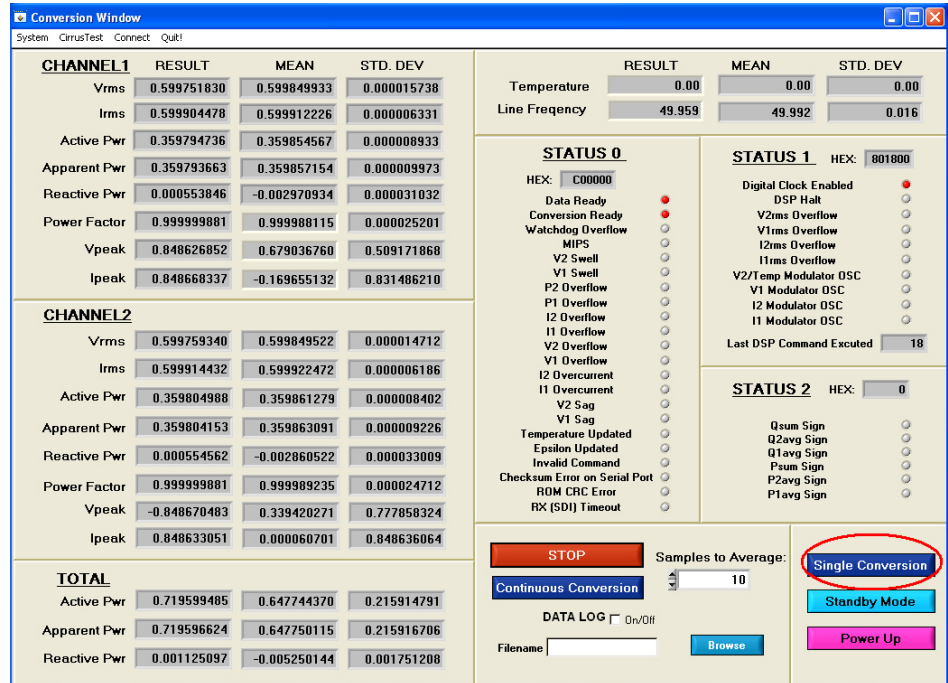 Conversion Window
System CirrusTest Connect Quit!
CHANNEL1 RESULT MEAN STD. DEV
Vrms 0.599751830 0.599849933 0.000015738
Irms 0.599904478 0.599912226 0.000006331
Active Pwr 0.359794736 0.359854567 0.000008933
Apparent Pwr 0.359793663 0.359857154 0.000009973
Reactive Pwr 0.000553846 -0.002970934 0.000031032
Power Factor 0.999999881 0.999988115 0.000025201
Vpeak 0.848626852 0.679036760 0.509171868
Ipeak 0.848668337 -0.169655132 0.831486210
CHANNEL2
Vrms 0.599759340 0.599849522 0.000014712
Irms 0.599914432 0.599922472 0.000006186
Active Pwr 0.359804988 0.359861279 0.000008402
Apparent Pwr 0.359804153 0.359863091 0.000009226
Reactive Pwr 0.000554562 -0.002860522 0.000033009
Power Factor 0.999999881 0.999989235 0.000024712
Vpeak -0.848670483 0.339420271 0.777858324
Ipeak 0.848633051 0.000060701 0.848636064
TOTAL
Active Pwr 0.719599485 0.647744370 0.215914791
Apparent Pwr 0.719596624 0.647750115 0.215916706
Reactive Pwr 0.001125097 -0.005250144 0.001751208
RESULT MEAN STD. DEV
Temperature 0.00 0.00 0.00
Line Freqency 49.959 49.992 0.016
STATUS 0
HEX: C00000
Data Ready
Conversion Ready
Watchdog Overflow
MIPS
V2 Swell
V1 Swell
P2 Overflow
P1 Overflow
I2 Overflow
I1 Overflow
V2 Overflow
V1 Overflow
I2 Overcurrent
I1 Overcurrent
V2 Sag
V1 Sag
Temperature Updated
Epsilon Updated
Invalid Command
Checksum Error on Serial Port
ROM CRC Error
RX (SDI) Timeout
STATUS 1 HEX: 801800
Digital Clock Enabled
DSP Halt
V2rms Overflow
V1rms Overflow
I2rms Overflow
I1rms Overflow
V2/Temp Modulator OSC
V1 Modulator OSC
I2 Modulator OSC
I1 Modulator OSC
Last DSP Command Excuted 18
STATUS 2 HEX: 0
Qsum Sign
Q2avg Sign
Q1avg Sign
Psum Sign
P2avg Sign
P1avg Sign
STOP
Continuous Conversion
Samples to Average:
10
DATA LOG On/Off
Filename
Browse
Single Conversion
Standby Mode
Power Up